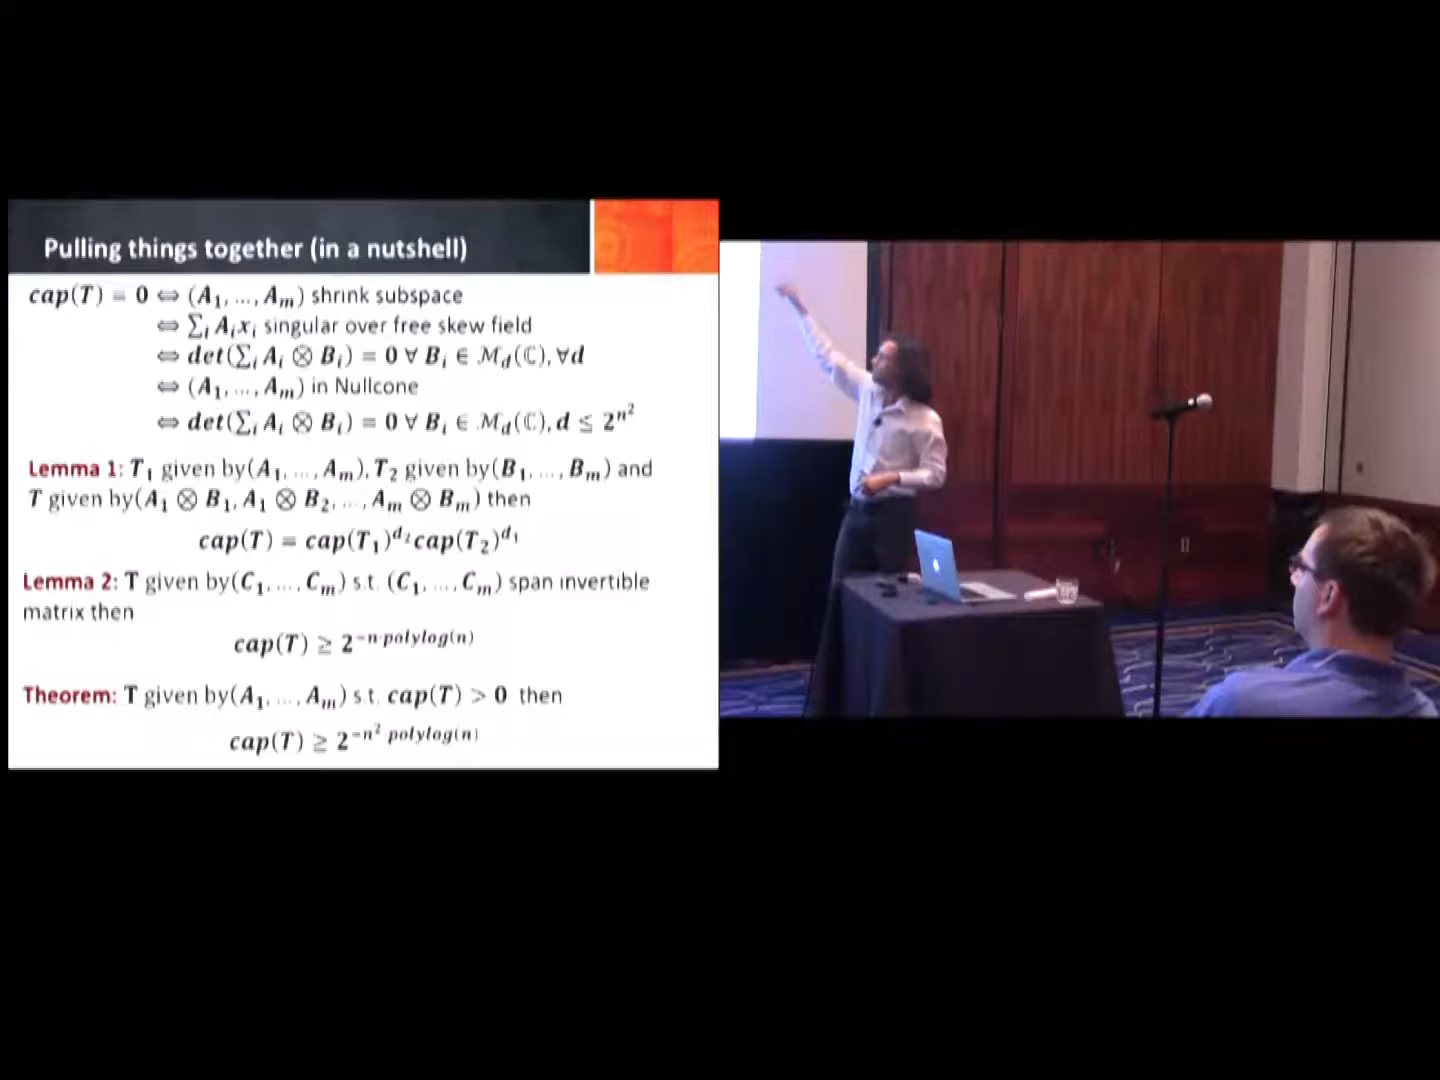 Pulling things together (in a nutshell)
cap(T) = 0 ⇔ (A₁, …, Aₘ) shrink subspace
⇔ ∑ᵢ Aᵢxᵢ singular over free skew field
⇔ det(∑ᵢ Aᵢ ⊗ Bᵢ) = 0 ∀ Bᵢ ∈ M_d(ℂ), ∀d
⇔ (A₁, …, Aₘ) in Nullcone
⇔ det(∑ᵢ Aᵢ ⊗ Bᵢ) = 0 ∀ Bᵢ ∈ M_d(ℂ), d ≤ 2^{n²}
Lemma 1: T₁ given by(A₁, …, Aₘ), T₂ given by(B₁, …, Bₘ) and
T given by(A₁ ⊗ B₁, A₁ ⊗ B₂, …, Aₘ ⊗ Bₘ) then
cap(T) = cap(T₁)^{d₂}cap(T₂)^{d₁}
Lemma 2: T given by(C₁, …, Cₘ) s.t. (C₁, …, Cₘ) span invertible
matrix then
cap(T) ≥ 2^{-n·polylog(n)}
Theorem: T given by(A₁, …, Aₘ) s.t. cap(T) > 0 then
cap(T) ≥ 2^{-n² polylog(n)}